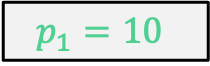 p₁ = 10